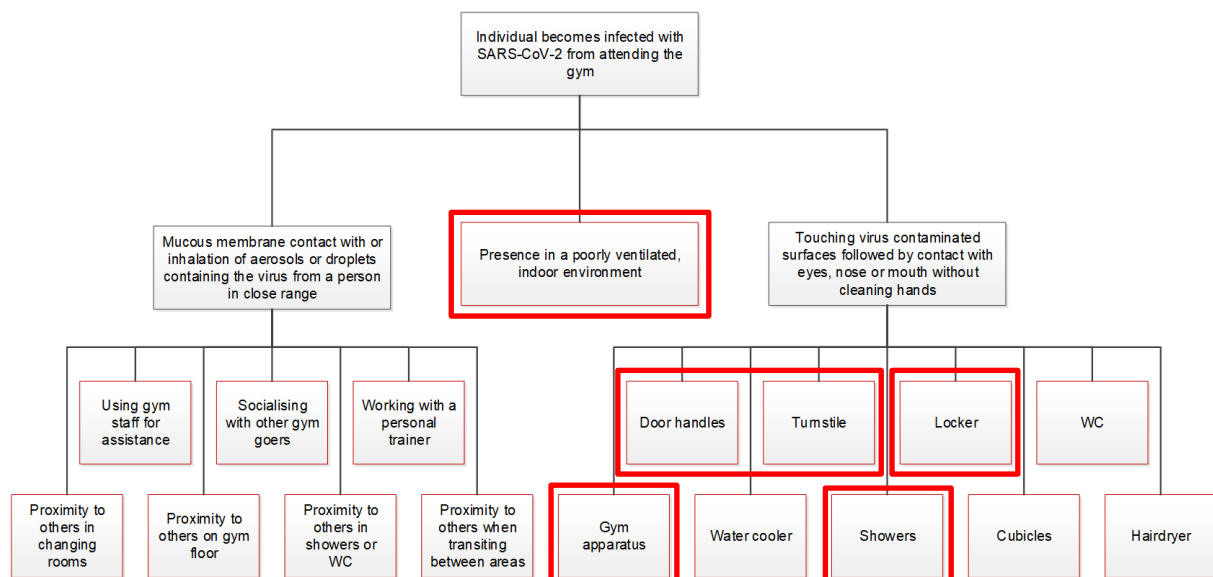 Individual becomes infected with
SARS-CoV-2 from attending the
gym
Mucous membrane contact with or
inhalation of aerosols or droplets
containing the virus from a person
in close range
Presence in a poorly ventilated,
indoor environment
Touching virus contaminated
surfaces followed by contact with
eyes, nose or mouth without
cleaning hands
Using gym
staff for
assistance
Socialising
with other gym
goers
Working with a
personal
trainer
Door handles
Turnstile
Locker
WC
Proximity to
others in
changing
rooms
Proximity to
others on gym
floor
Proximity to
others in
showers or
WC
Proximity to
others when
transiting
between areas
Gym
apparatus
Water cooler
Showers
Cubicles
Hairdryer